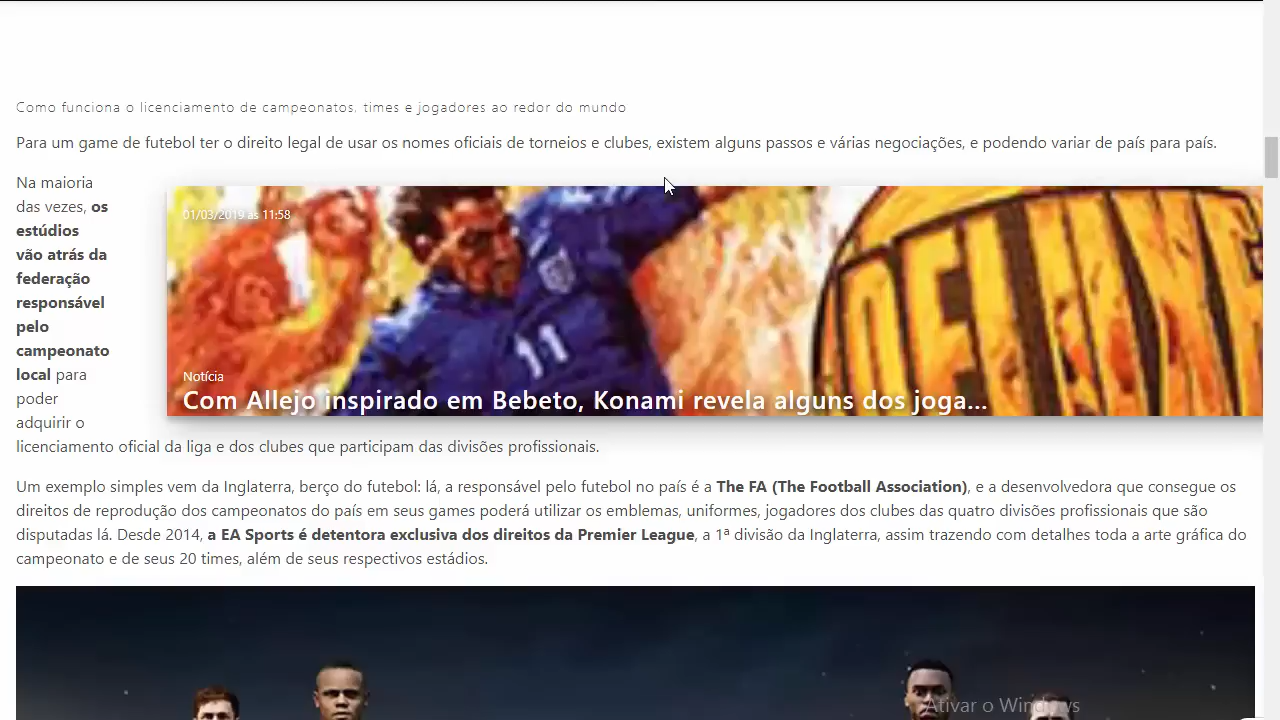 Como funciona o licenciamento de campeonatos, times e jogadores ao redor do mundo
Para um game de futebol ter o direito legal de usar os nomes oficiais de torneios e clubes, existem alguns passos e várias negociações, e podendo variar de país para país.
Na maioria
das vezes, os
estúdios
vão atrás da
federação
responsável
pelo
campeonato
local para
poder
adquirir o
licenciamento oficial da liga e dos clubes que participam das divisões profissionais.
01/03/2019 às 11:58
11
Notícia
Com Allejo inspirado em Bebeto, Konami revela alguns dos joga...
Um exemplo simples vem da Inglaterra, berço do futebol: lá, a responsável pelo futebol no país é a The FA (The Football Association), e a desenvolvedora que consegue os
direitos de reprodução dos campeonatos do país em seus games poderá utilizar os emblemas, uniformes, jogadores dos clubes das quatro divisões profissionais que são
disputadas lá. Desde 2014, a EA Sports é detentora exclusiva dos direitos da Premier League, a 1ª divisão da Inglaterra, assim trazendo com detalhes toda a arte gráfica do
campeonato e de seus 20 times, além de seus respectivos estádios.
Ativar o Windows